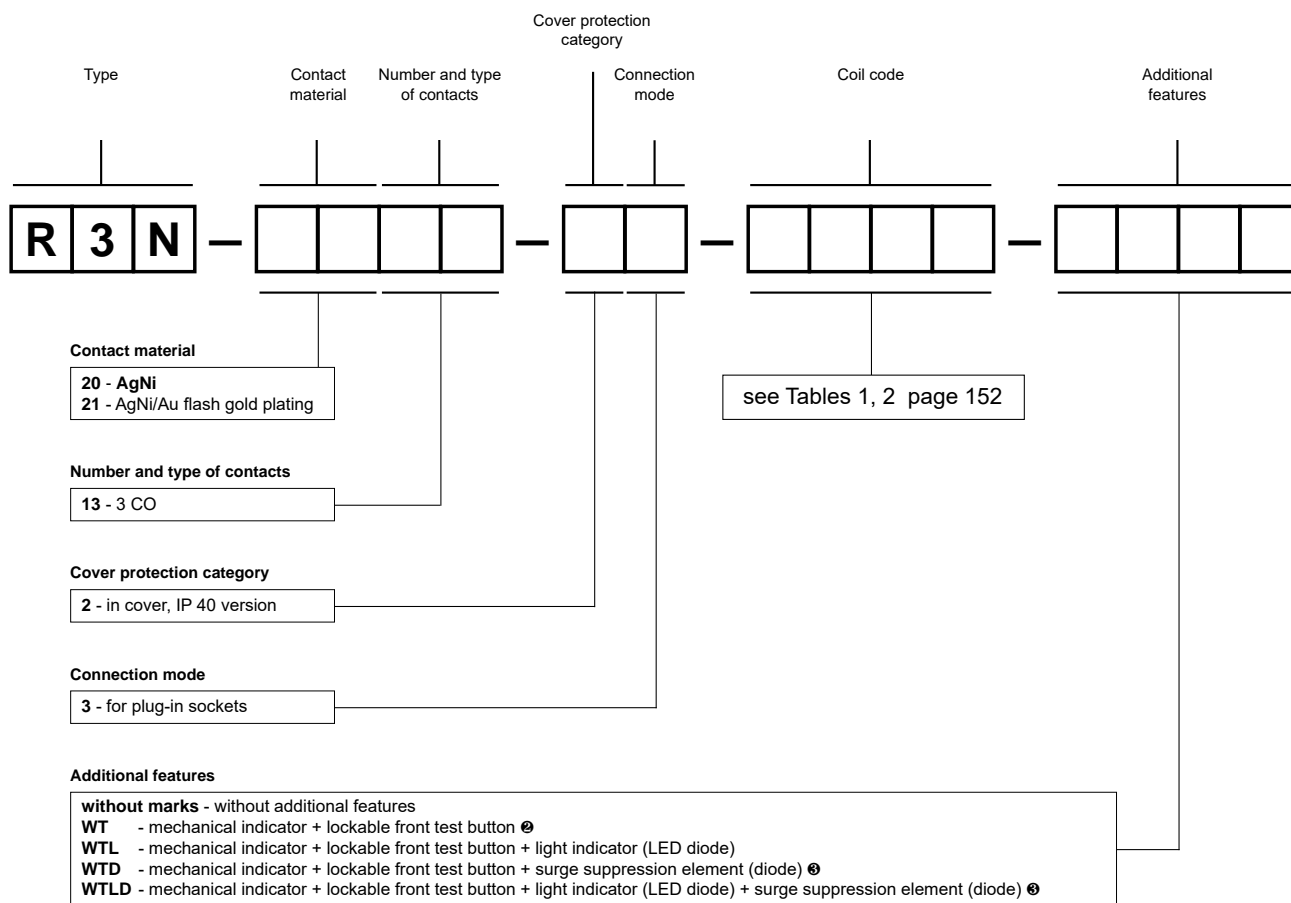 Cover protection
category
Type
Contact
material
Number and type
of contacts
Connection
mode
Coil code
Additional
features
R 3 N – – – –
Contact material
20 - AgNi
21 - AgNi/Au flash gold plating
see Tables 1, 2 page 152
Number and type of contacts
13 - 3 CO
Cover protection category
2 - in cover, IP 40 version
Connection mode
3 - for plug-in sockets
Additional features
without marks - without additional features
WT - mechanical indicator + lockable front test button ❷
WTL - mechanical indicator + lockable front test button + light indicator (LED diode)
WTD - mechanical indicator + lockable front test button + surge suppression element (diode) ❸
WTLD - mechanical indicator + lockable front test button + light indicator (LED diode) + surge suppression element (diode) ❸